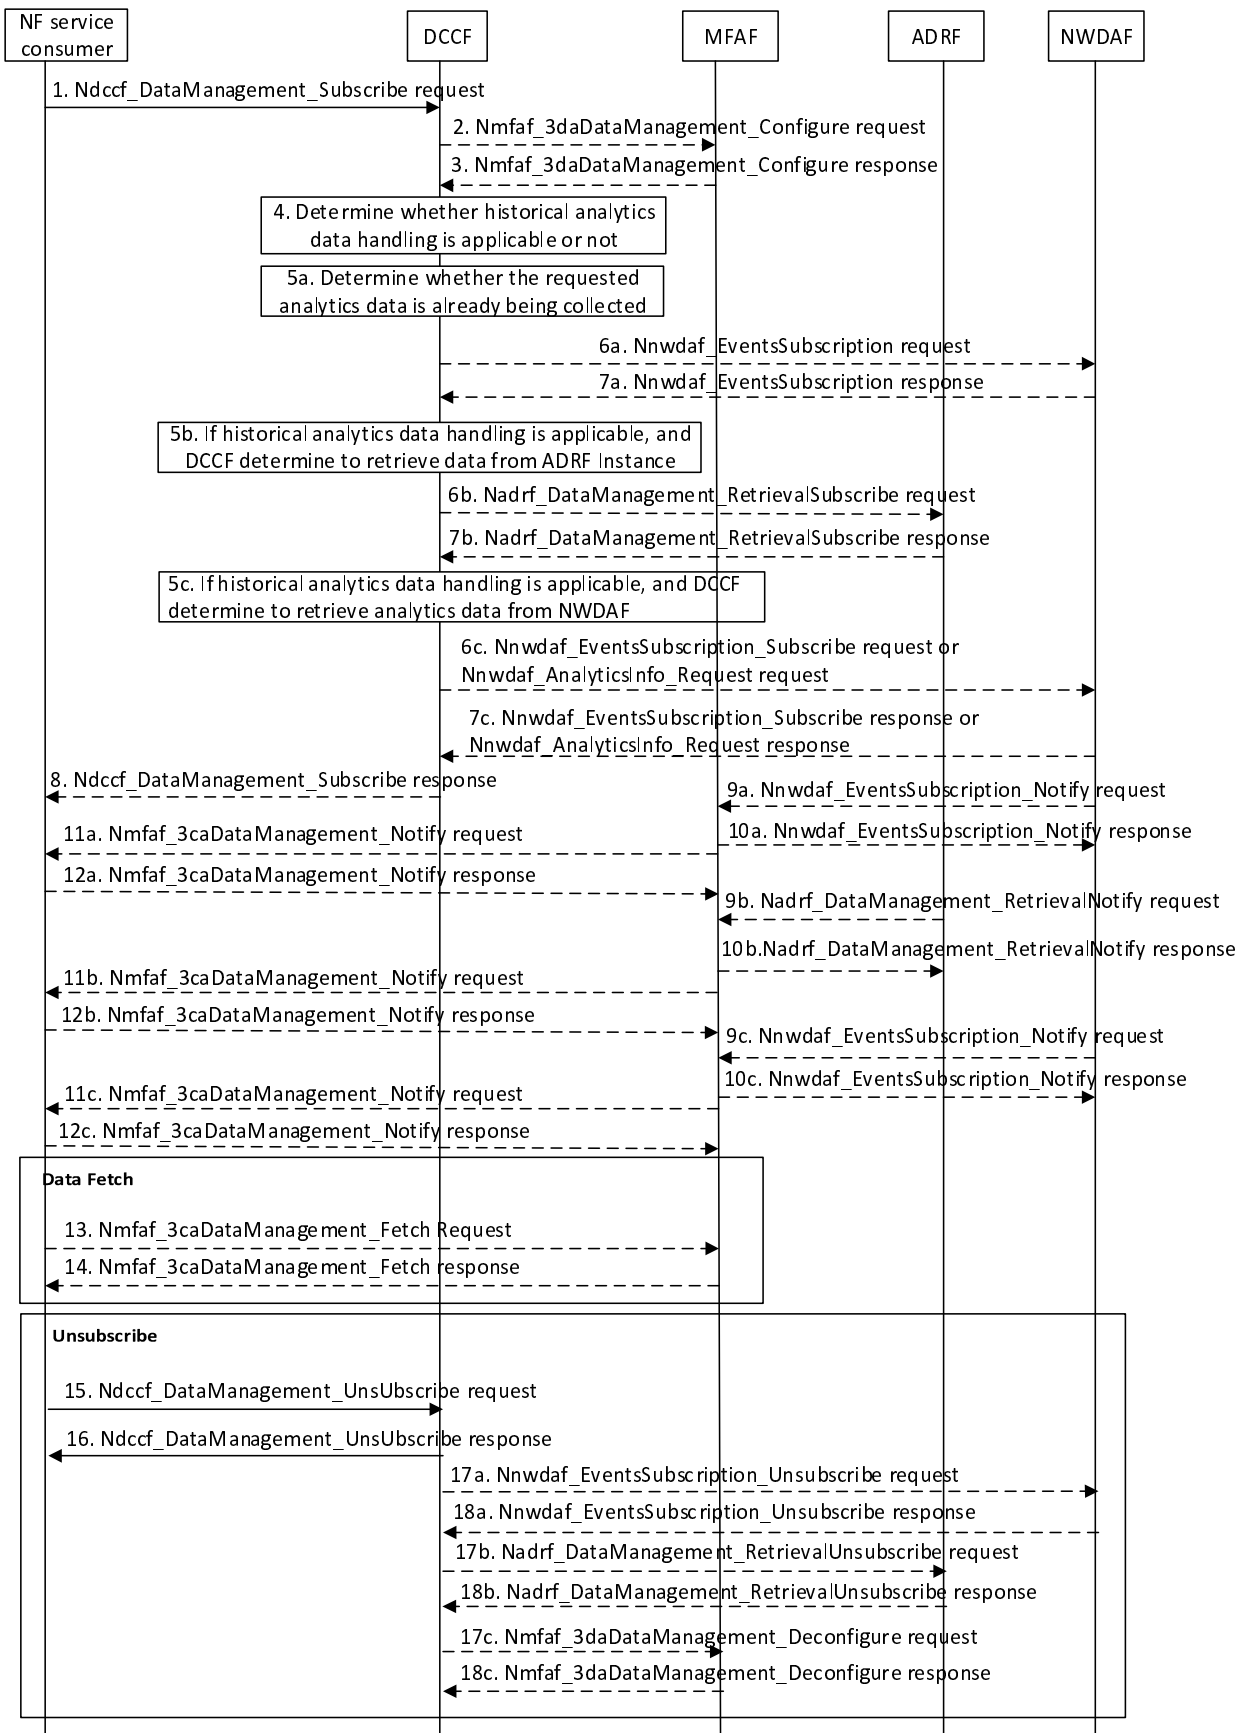 NF service
consumer
DCCF
MFAF
ADRF
NWDAF
1. Ndccf_DataManagement_Subscribe request
2. Nmfaf_3daDataManagement_Configure request
3. Nmfaf_3daDataManagement_Configure response
4. Determine whether historical analytics
data handling is applicable or not
5a. Determine whether the requested
analytics data is already being collected
6a. Nnwdaf_EventsSubscription request
7a. Nnwdaf_EventsSubscription response
5b. If historical analytics data handling is applicable, and
DCCF determine to retrieve data from ADRF Instance
6b. Nadrf_DataManagement_RetrievalSubscribe request
7b. Nadrf_DataManagement_RetrievalSubscribe response
5c. If historical analytics data handling is applicable, and DCCF
determine to retrieve analytics data from NWDAF
6c. Nnwdaf_EventsSubscription_Subscribe request or
Nnwdaf_AnalyticsInfo_Request request
7c. Nnwdaf_EventsSubscription_Subscribe response or
Nnwdaf_AnalyticsInfo_Request response
8. Ndccf_DataManagement_Subscribe response
9a. Nnwdaf_EventsSubscription_Notify request
11a. Nmfaf_3caDataManagement_Notify request
10a. Nnwdaf_EventsSubscription_Notify response
12a. Nmfaf_3caDataManagement_Notify response
9b. Nadrf_DataManagement_RetrievalNotify request
10b.Nadrf_DataManagement_RetrievalNotify response
11b. Nmfaf_3caDataManagement_Notify request
12b. Nmfaf_3caDataManagement_Notify response
9c. Nnwdaf_EventsSubscription_Notify request
10c. Nnwdaf_EventsSubscription_Notify response
11c. Nmfaf_3caDataManagement_Notify request
12c. Nmfaf_3caDataManagement_Notify response
Data Fetch
13. Nmfaf_3caDataManagement_Fetch Request
14. Nmfaf_3caDataManagement_Fetch response
Unsubscribe
15. Ndccf_DataManagement_UnsUbscribe request
16. Ndccf_DataManagement_UnsUbscribe response
17a. Nnwdaf_EventsSubscription_Unsubscribe request
18a. Nnwdaf_EventsSubscription_Unsubscribe response
17b. Nadrf_DataManagement_RetrievalUnsubscribe request
18b. Nadrf_DataManagement_RetrievalUnsubscribe response
17c. Nmfaf_3daDataManagement_Deconfigure request
18c. Nmfaf_3daDataManagement_Deconfigure response